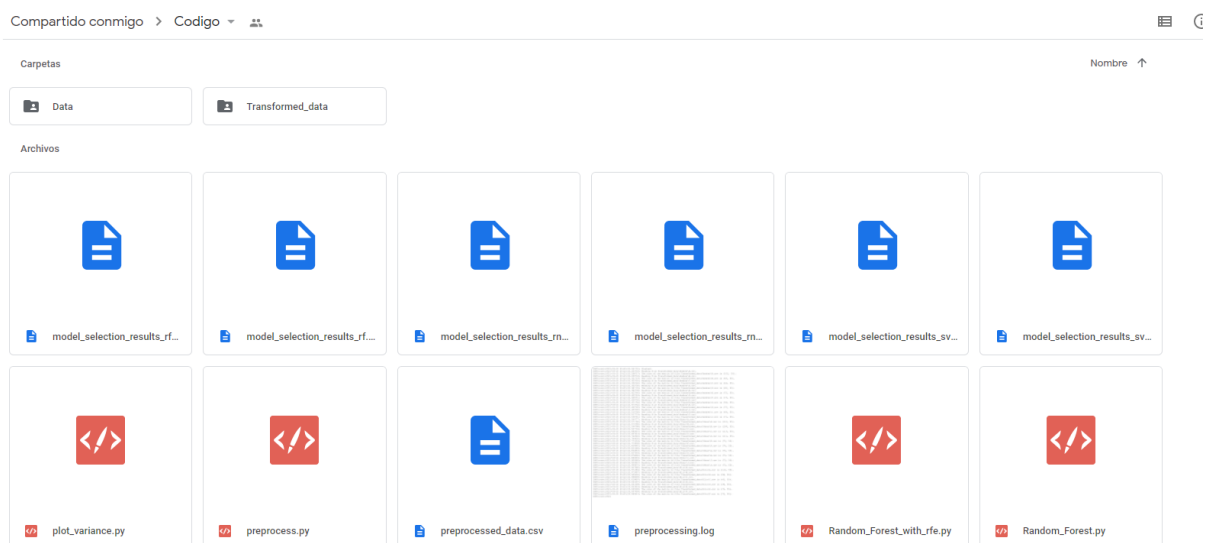 Compartido conmigo > Codigo
Carpetas
Nombre
Data
Transformed_data
Archivos
model_selection_results_rf...
model_selection_results_rf....
model_selection_results_rn...
model_selection_results_rn...
model_selection_results_sv...
model_selection_results_sv...
plot_variance.py
preprocess.py
preprocessed_data.csv
preprocessing.log
Random_Forest_with_rfe.py
Random_Forest.py